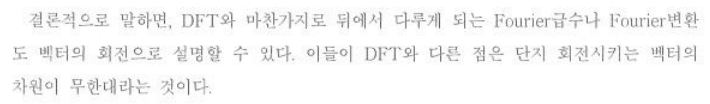 결론적으로 말하면, DFT와 마찬가지로 뒤에서 다루게 되는 Fourier급수나 Fourier변환
도 벡터의 회전으로 설명할 수 있다. 이들이 DFT와 다른 점은 단지 회전시키는 벡터의
차원이 무한대라는 것이다.